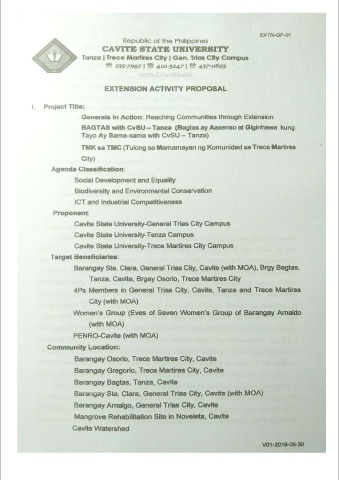 EXTN-QF-01
Republic of the Philippines
CAVITE STATE UNIVERSITY
Tanza | Trece Martires City | Gen. Trias City Campus
☎ 235-7997 | ☎ 410-5247 | ☎ 437-0693
EXTENSION ACTIVITY PROPOSAL
I. Project Title:
Generals In Action: Reaching Communities through Extension
BAGTAS with CvSU – Tanza (Bagtas ay Aasenso at Giginhawa kung
Tayo Ay Sama-sama with CVSU – Tanza)
TMK sa TMC (Tulong sa Mamamayan ng Komunidad sa Trece Martires
City)
Agenda Classification:
Social Development and Equality
Biodiversity and Environmental Conservation
ICT and Industrial Competitiveness
Proponent:
Cavite State University-General Trias City Campus
Cavite State University-Tanza Campus
Cavite State University-Trece Martires City Campus
Target Beneficiaries:
Barangay Sta. Clara, General Trias City, Cavite (with MOA), Brgy Bagtas,
Tanza, Cavite, Brgay Osorio, Trece Martires City
4Ps Members in General Trias City, Cavite, Tanza and Trece Martires
City (with MOA)
Women's Group (Eves of Seven Women's Group of Barangay Arnaldo
(with MOA)
PENRO-Cavite (with MOA)
Community Location:
Barangay Osorio, Trece Martires City, Cavite
Barangay Gregorio, Trece Martires City, Cavite
Barangay Bagtas, Tanza, Cavite
Barangay Sta. Clara, General Trias City, Cavite (with MOA)
Barangay Arnalgo, General Trias City, Cavite
Mangrove Rehabilitation Site in Noveleta, Cavite
Cavite Watershed
V01-2018-05-30